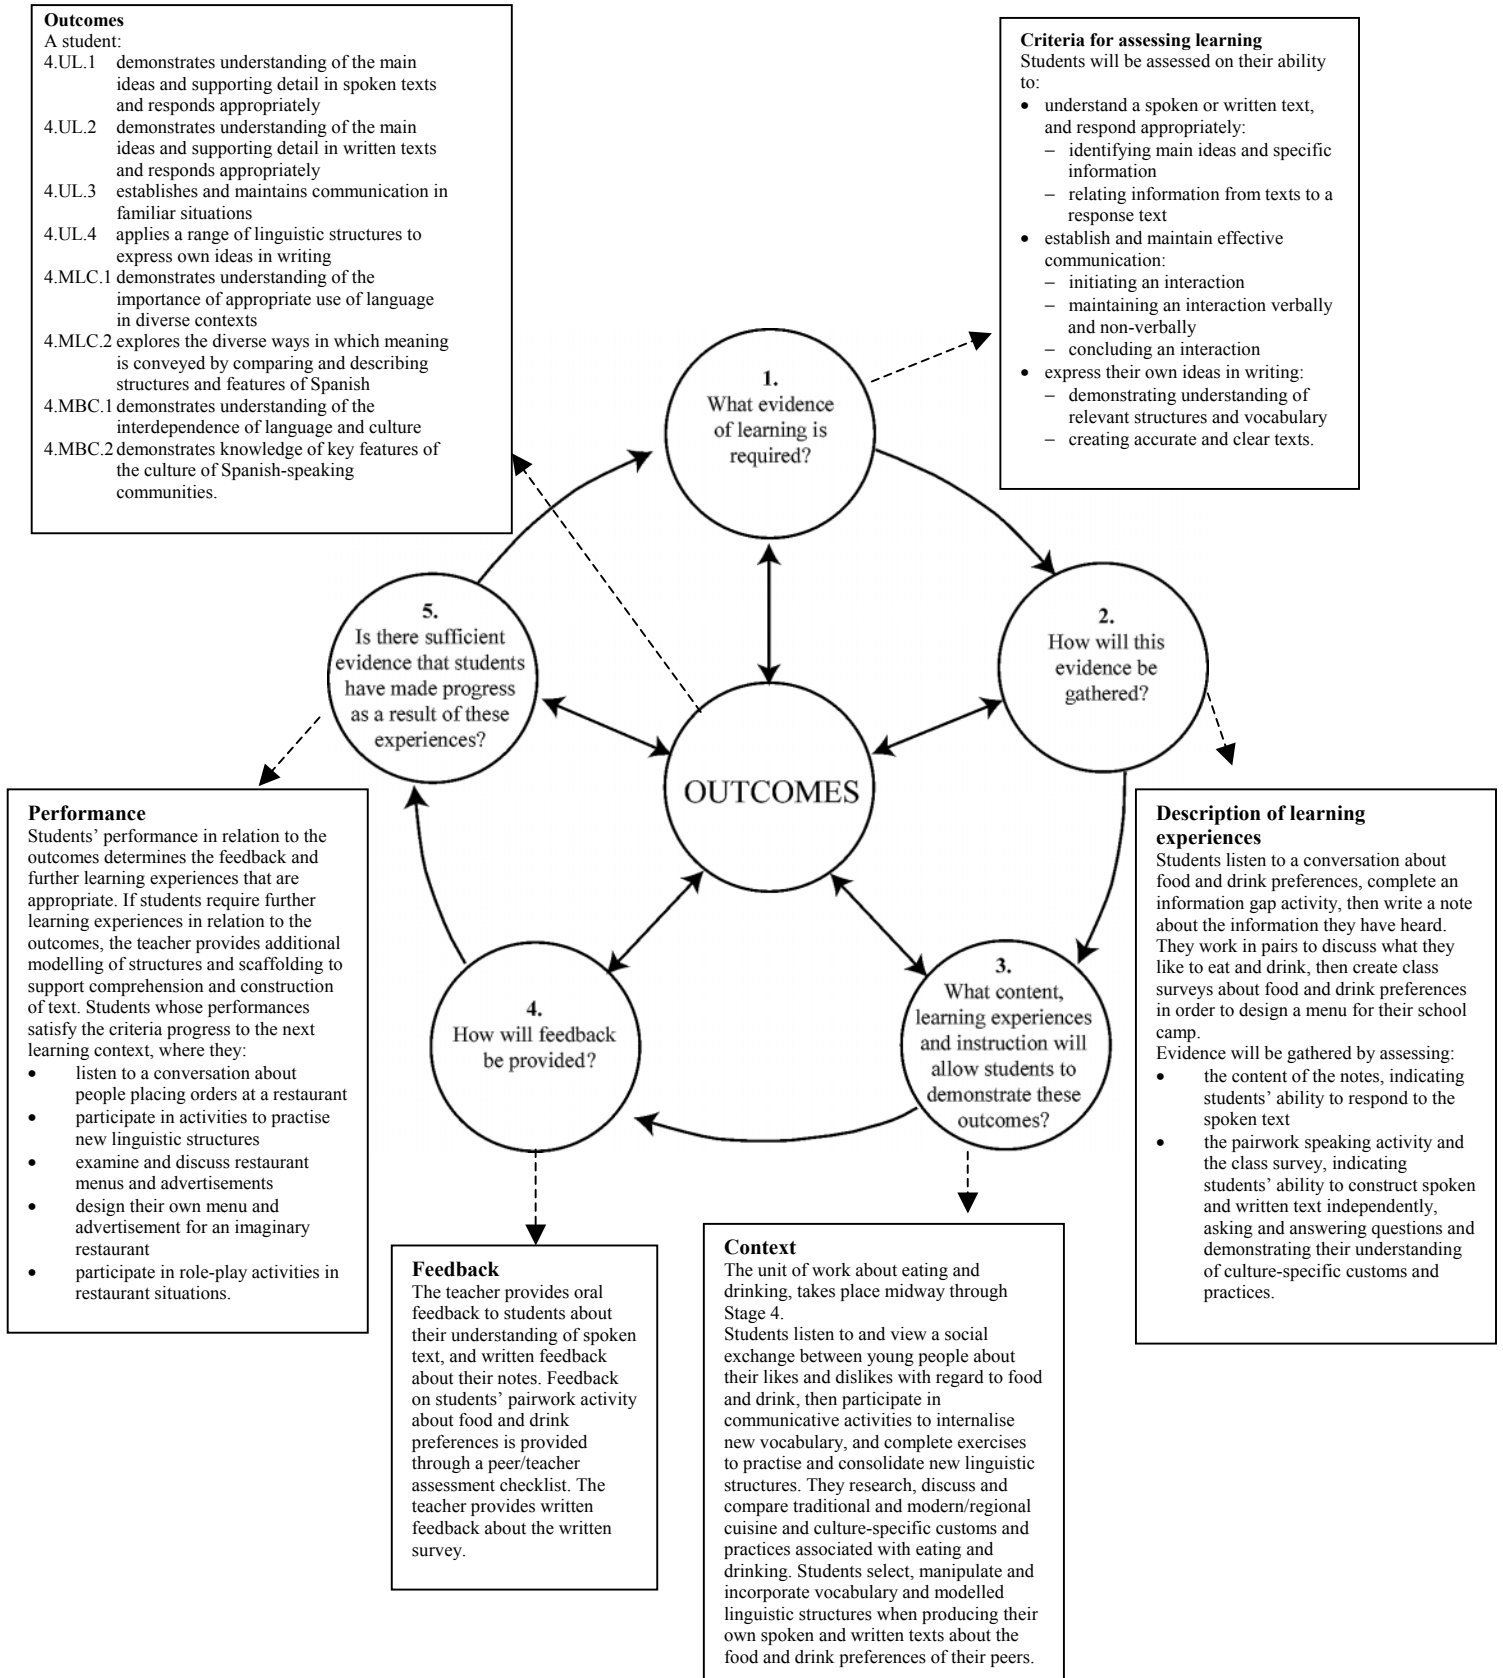 Outcomes
A student:
4.UL.1 demonstrates understanding of the main
ideas and supporting detail in spoken texts
and responds appropriately
4.UL.2 demonstrates understanding of the main
ideas and supporting detail in written texts
and responds appropriately
4.UL.3 establishes and maintains communication in
familiar situations
4.UL.4 applies a range of linguistic structures to
express own ideas in writing
4.MLC.1 demonstrates understanding of the
importance of appropriate use of language
in diverse contexts
4.MLC.2 explores the diverse ways in which meaning
is conveyed by comparing and describing
structures and features of Spanish
4.MBC.1 demonstrates understanding of the
interdependence of language and culture
4.MBC.2 demonstrates knowledge of key features of
the culture of Spanish-speaking
communities.
Criteria for assessing learning
Students will be assessed on their ability
to:
• understand a spoken or written text,
and respond appropriately:
– identifying main ideas and specific
information
– relating information from texts to a
response text
• establish and maintain effective
communication:
– initiating an interaction
– maintaining an interaction verbally
and non-verbally
– concluding an interaction
• express their own ideas in writing:
– demonstrating understanding of
relevant structures and vocabulary
– creating accurate and clear texts.
1.
What evidence
of learning is
required?
2.
How will this
evidence be
gathered?
5.
Is there sufficient
evidence that students
have made progress
as a result of these
experiences?
OUTCOMES
3.
What content,
learning experiences
and instruction will
allow students to
demonstrate these
outcomes?
4.
How will feedback
be provided?
Performance
Students' performance in relation to the
outcomes determines the feedback and
further learning experiences that are
appropriate. If students require further
learning experiences in relation to the
outcomes, the teacher provides additional
modelling of structures and scaffolding to
support comprehension and construction
of text. Students whose performances
satisfy the criteria progress to the next
learning context, where they:
• listen to a conversation about
people placing orders at a restaurant
• participate in activities to practise
new linguistic structures
• examine and discuss restaurant
menus and advertisements
• design their own menu and
advertisement for an imaginary
restaurant
• participate in role-play activities in
restaurant situations.
Description of learning
experiences
Students listen to a conversation about
food and drink preferences, complete an
information gap activity, then write a note
about the information they have heard.
They work in pairs to discuss what they
like to eat and drink, then create class
surveys about food and drink preferences
in order to design a menu for their school
camp.
Evidence will be gathered by assessing:
• the content of the notes, indicating
students' ability to respond to the
spoken text
• the pairwork speaking activity and
the class survey, indicating
students' ability to construct spoken
and written text independently,
asking and answering questions and
demonstrating their understanding
of culture-specific customs and
practices.
Feedback
The teacher provides oral
feedback to students about
their understanding of spoken
text, and written feedback
about their notes. Feedback
on students' pairwork activity
about food and drink
preferences is provided
through a peer/teacher
assessment checklist. The
teacher provides written
feedback about the written
survey.
Context
The unit of work about eating and
drinking, takes place midway through
Stage 4.
Students listen to and view a social
exchange between young people about
their likes and dislikes with regard to food
and drink, then participate in
communicative activities to internalise
new vocabulary, and complete exercises
to practise and consolidate new linguistic
structures. They research, discuss and
compare traditional and modern/regional
cuisine and culture-specific customs and
practices associated with eating and
drinking. Students select, manipulate and
incorporate vocabulary and modelled
linguistic structures when producing their
own spoken and written texts about the
food and drink preferences of their peers.